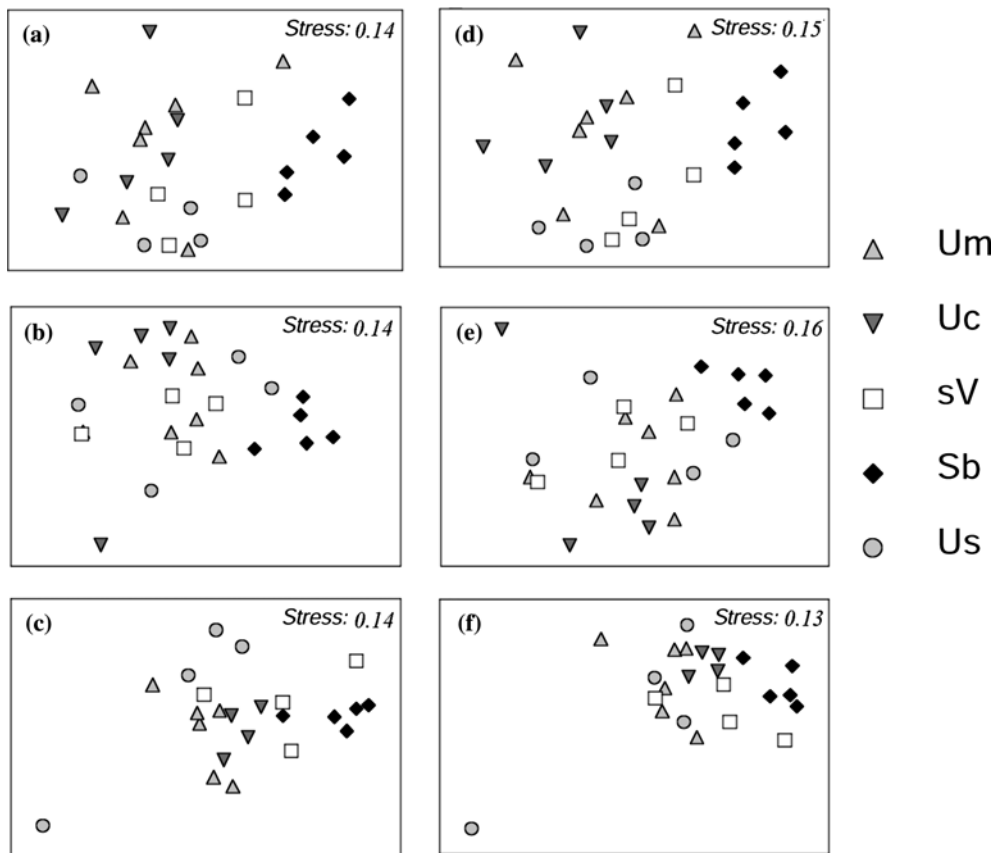 (a) Stress: 0.14
(d) Stress: 0.15
(b) Stress: 0.14
(e) Stress: 0.16
(c) Stress: 0.14
(f) Stress: 0.13
Um
Uc
sV
Sb
Us